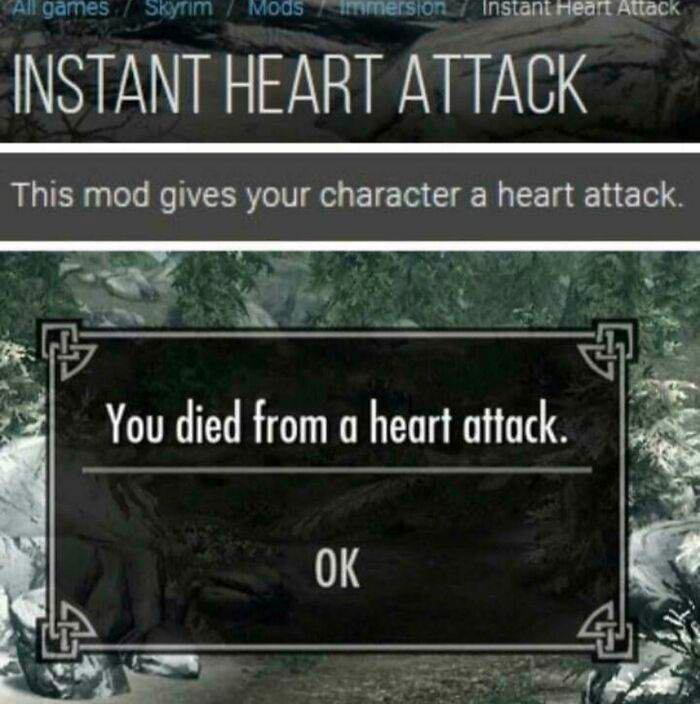 All games / Skyrim / Mods / Immersion / Instant Heart Attack
INSTANT HEART ATTACK
This mod gives your character a heart attack.
You died from a heart attack.
OK